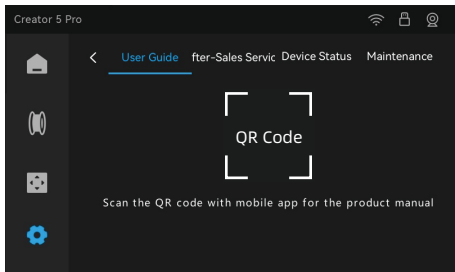 Creator 5 Pro
User Guide fter-Sales Servic Device Status Maintenance
QR Code
Scan the QR code with mobile app for the product manual